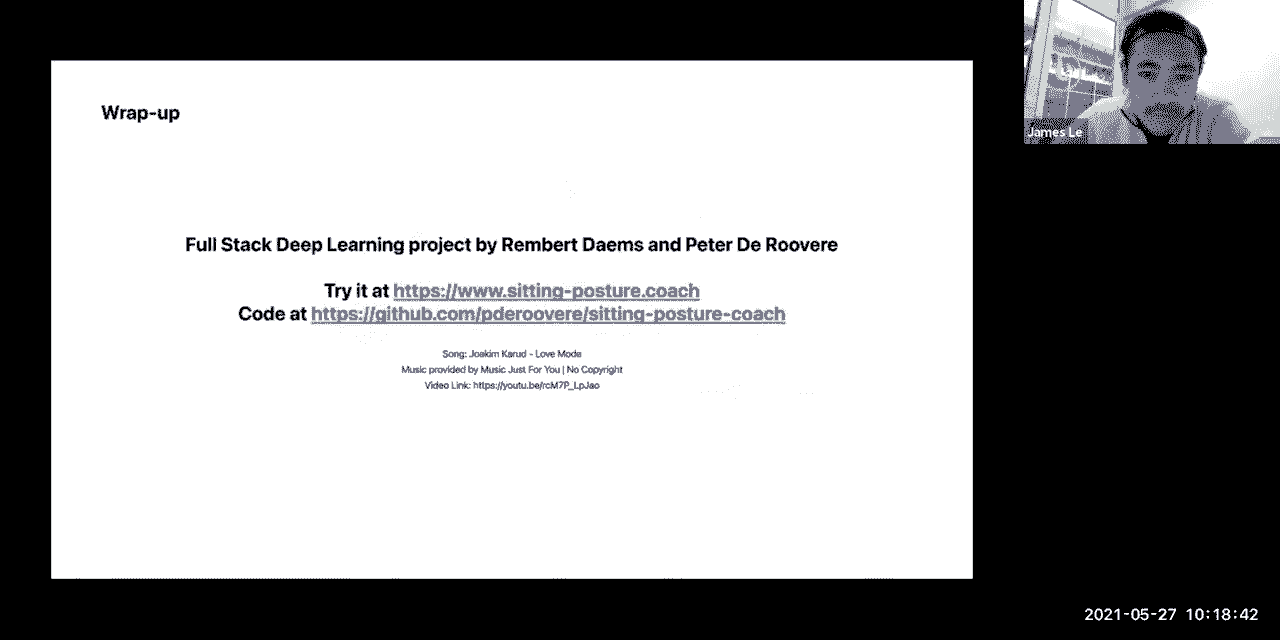 Wrap-up
Full Stack Deep Learning project by Rembert Daems and Peter De Roovere
Try it at https://www.sitting-posture.coach
Code at https://github.com/pderoovere/sitting-posture-coach
Song: Joakim Karud - Love Mode
Music provided by Music Just For You | No Copyright
Video Link: https://youtu.be/rcM7P_LpJao
James Le
2021-05-27 10:18:42